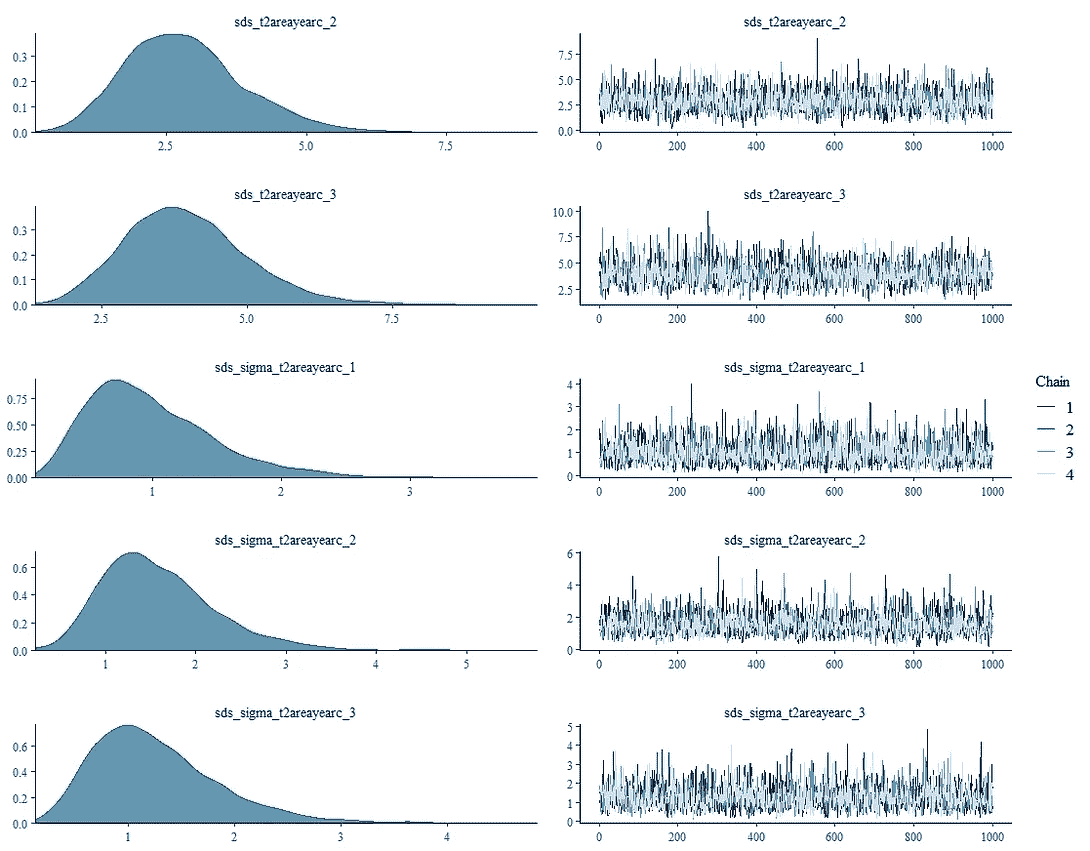 sds_t2areayearc_2
0.3
0.2
0.1
0.0
2.5 5.0 7.5
sds_t2areayearc_2
7.5
5.0
2.5
0.0
0 200 400 600 800 1000
sds_t2areayearc_3
0.3
0.2
0.1
0.0
2.5 5.0 7.5
sds_t2areayearc_3
10.0
7.5
5.0
2.5
0 200 400 600 800 1000
sds_sigma_t2areayearc_1
0.75
0.50
0.25
0.00
1 2 3
sds_sigma_t2areayearc_1
4
3
2
1
0
0 200 400 600 800 1000
sds_sigma_t2areayearc_2
0.6
0.4
0.2
0.0
1 2 3 4 5
sds_sigma_t2areayearc_2
6
4
2
0
0 200 400 600 800 1000
sds_sigma_t2areayearc_3
0.6
0.4
0.2
0.0
1 2 3 4
sds_sigma_t2areayearc_3
5
4
3
2
1
0
0 200 400 600 800 1000
Chain
1
2
3
4